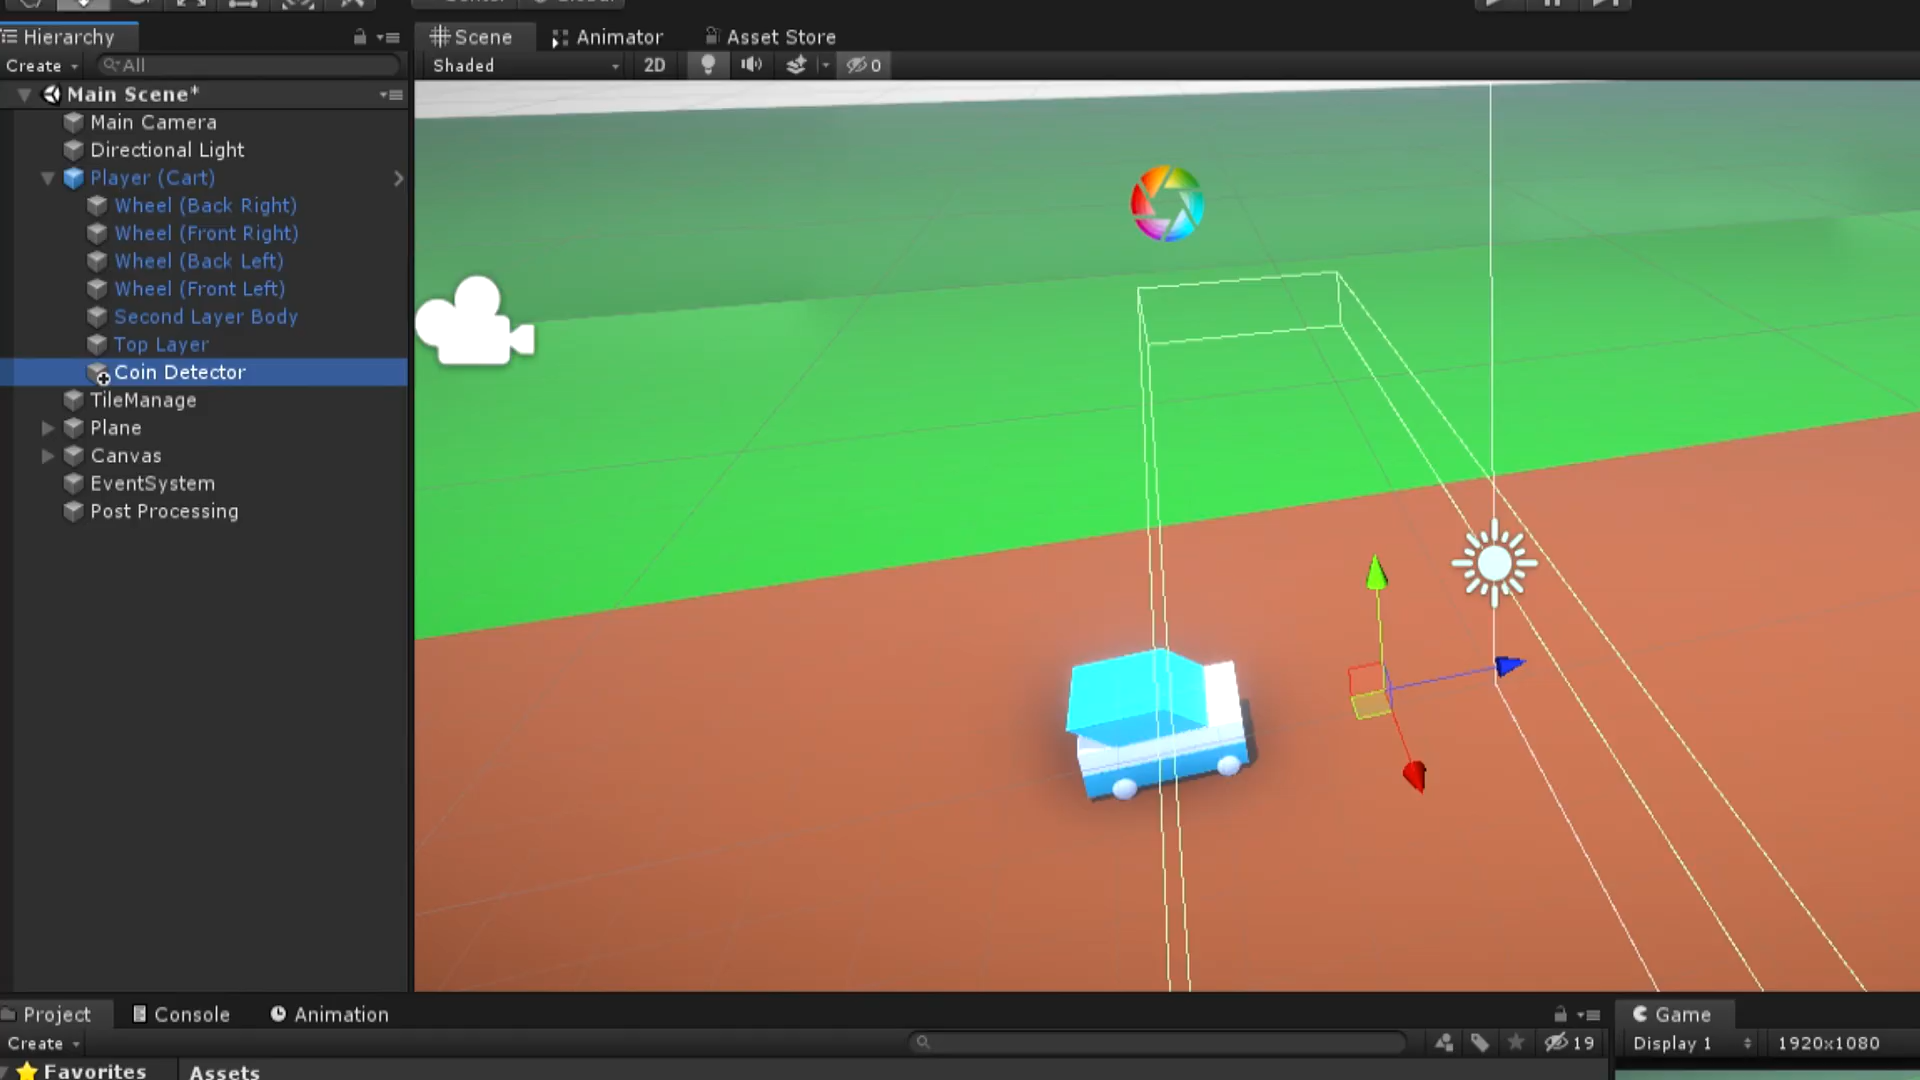 Center
Global
Hierarchy
Create
All
Scene
Animator
Asset Store
Shaded
2D
0
Main Scene*
Main Camera
Directional Light
Player (Cart)
Wheel (Back Right)
Wheel (Front Right)
Wheel (Back Left)
Wheel (Front Left)
Second Layer Body
Top Layer
Coin Detector
TileManage
Plane
Canvas
EventSystem
Post Processing
Project
Console
Animation
Game
Create
19
Display 1
1920x1080
Favorites
Assets